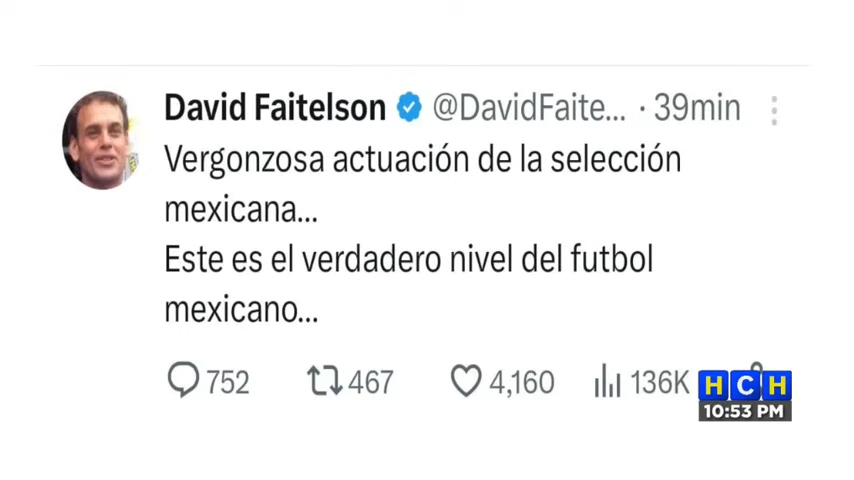 David Faitelson @DavidFaite... · 39min
Vergonzosa actuación de la selección
mexicana...
Este es el verdadero nivel del futbol
mexicano...
752 467 4,160 136K
HCH
10:53 PM